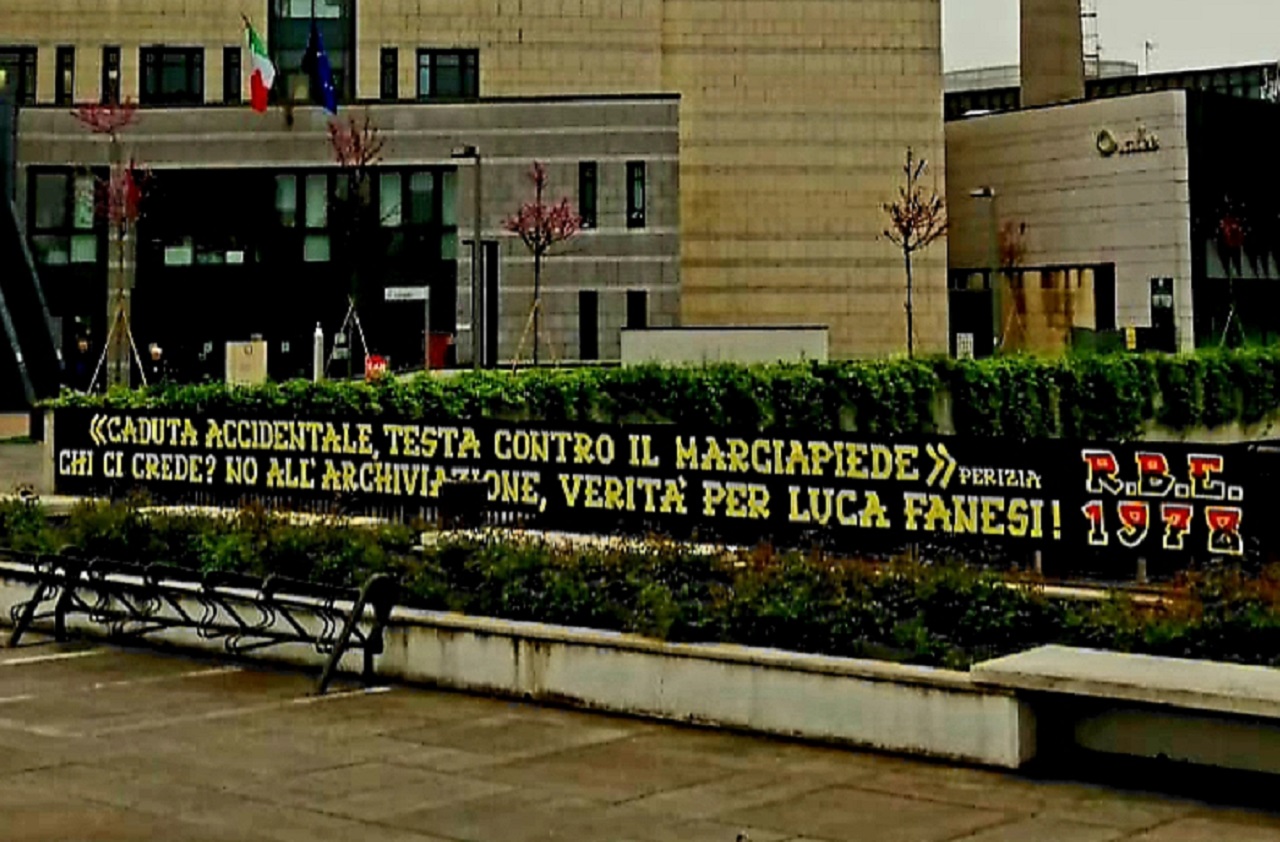 «CADUTA ACCIDENTALE, TESTA CONTRO IL MARCIAPIEDE» PERIZIA
CHI CI CREDE? NO ALL'ARCHIVIAZIONE, VERITÀ PER LUCA FANESI!
R.B.E.
1978